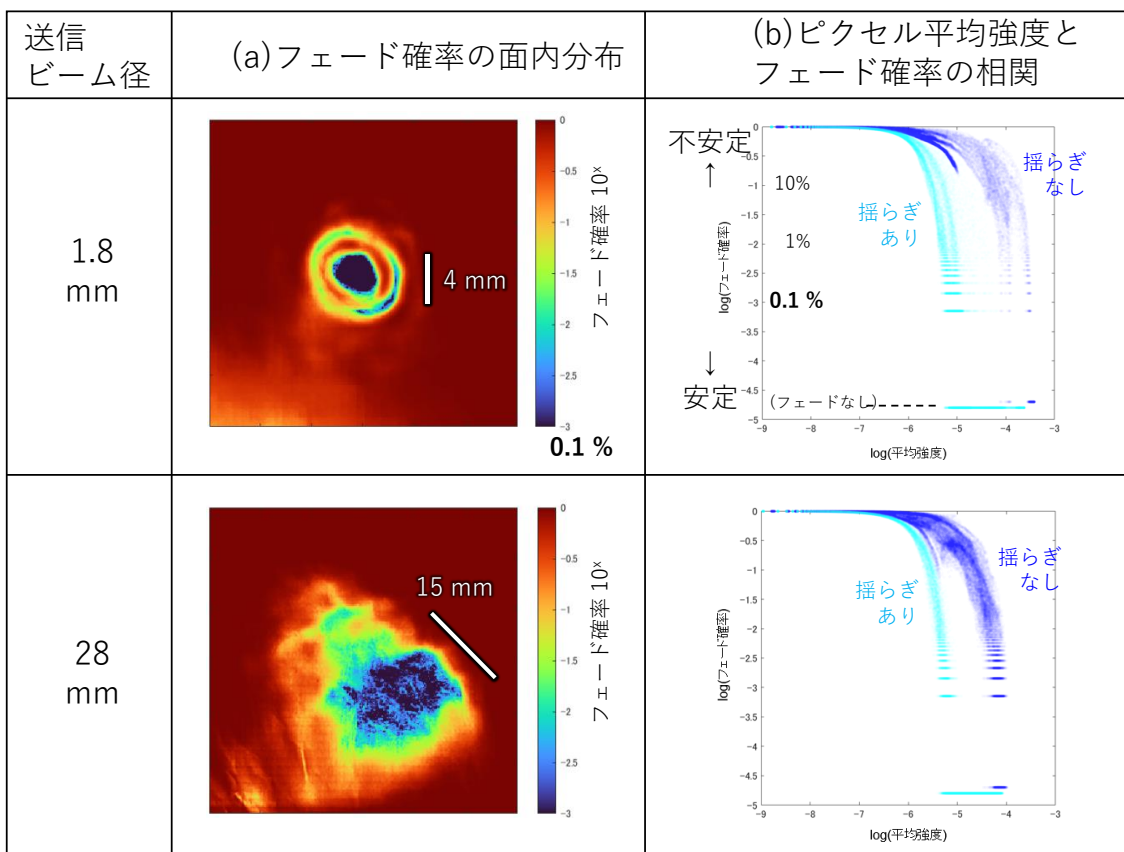 送信
ビーム径
(a)フェード確率の面内分布
(b)ピクセル平均強度と
フェード確率の相関
1.8
mm
4 mm
0
-0.5
-1
-1.5
-2
-2.5
-3
フェード確率 10ˣ
0.1 %
不安定
↑
10%
1%
0.1 %
↓
安定
(フェードなし)
揺らぎ
あり
揺らぎ
なし
0
-0.5
-1
-1.5
-2
-2.5
-3
-3.5
-4
-4.5
-5
log(フェード確率)
-9
-8
-7
-6
-5
-4
-3
log(平均強度)
28
mm
15 mm
0
-0.5
-1
-1.5
-2
-2.5
-3
フェード確率 10ˣ
揺らぎ
あり
揺らぎ
なし
0
-0.5
-1
-1.5
-2
-2.5
-3
-3.5
-4
-4.5
-5
log(フェード確率)
-9
-8
-7
-6
-5
-4
-3
log(平均強度)